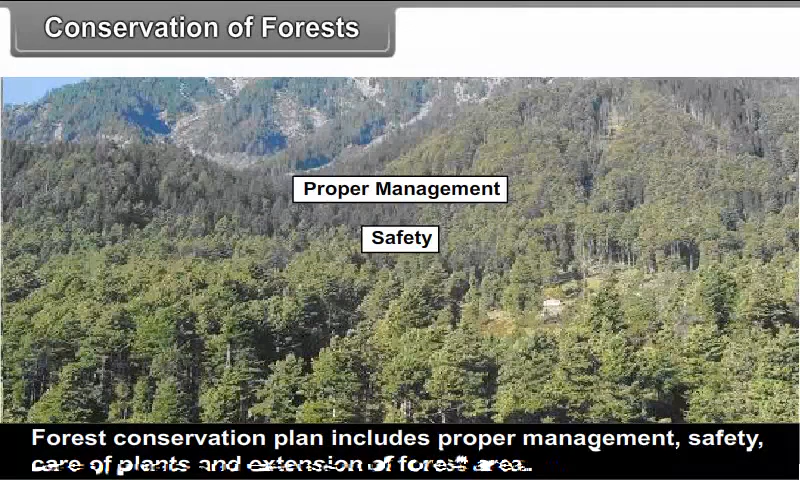 Conservation of Forests
Proper Management
Safety
Forest conservation plan includes proper management, safety,
care of plants and extension of forest area.